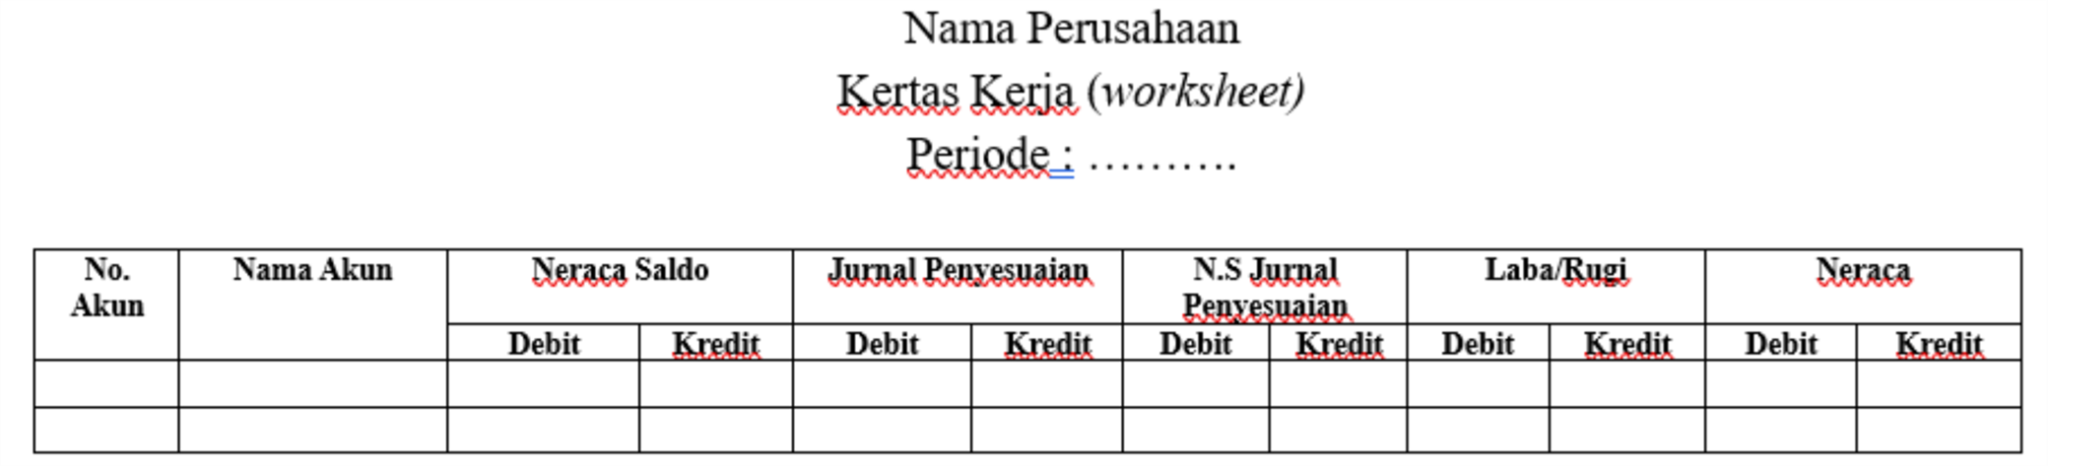 Nama Perusahaan
Kertas Kerja (worksheet)
Periode : ……….
No. Akun Nama Akun Neraca Saldo Jurnal Penyesuaian N.S Jurnal Penyesuaian Laba/Rugi Neraca
Debit Kredit Debit Kredit Debit Kredit Debit Kredit Debit Kredit